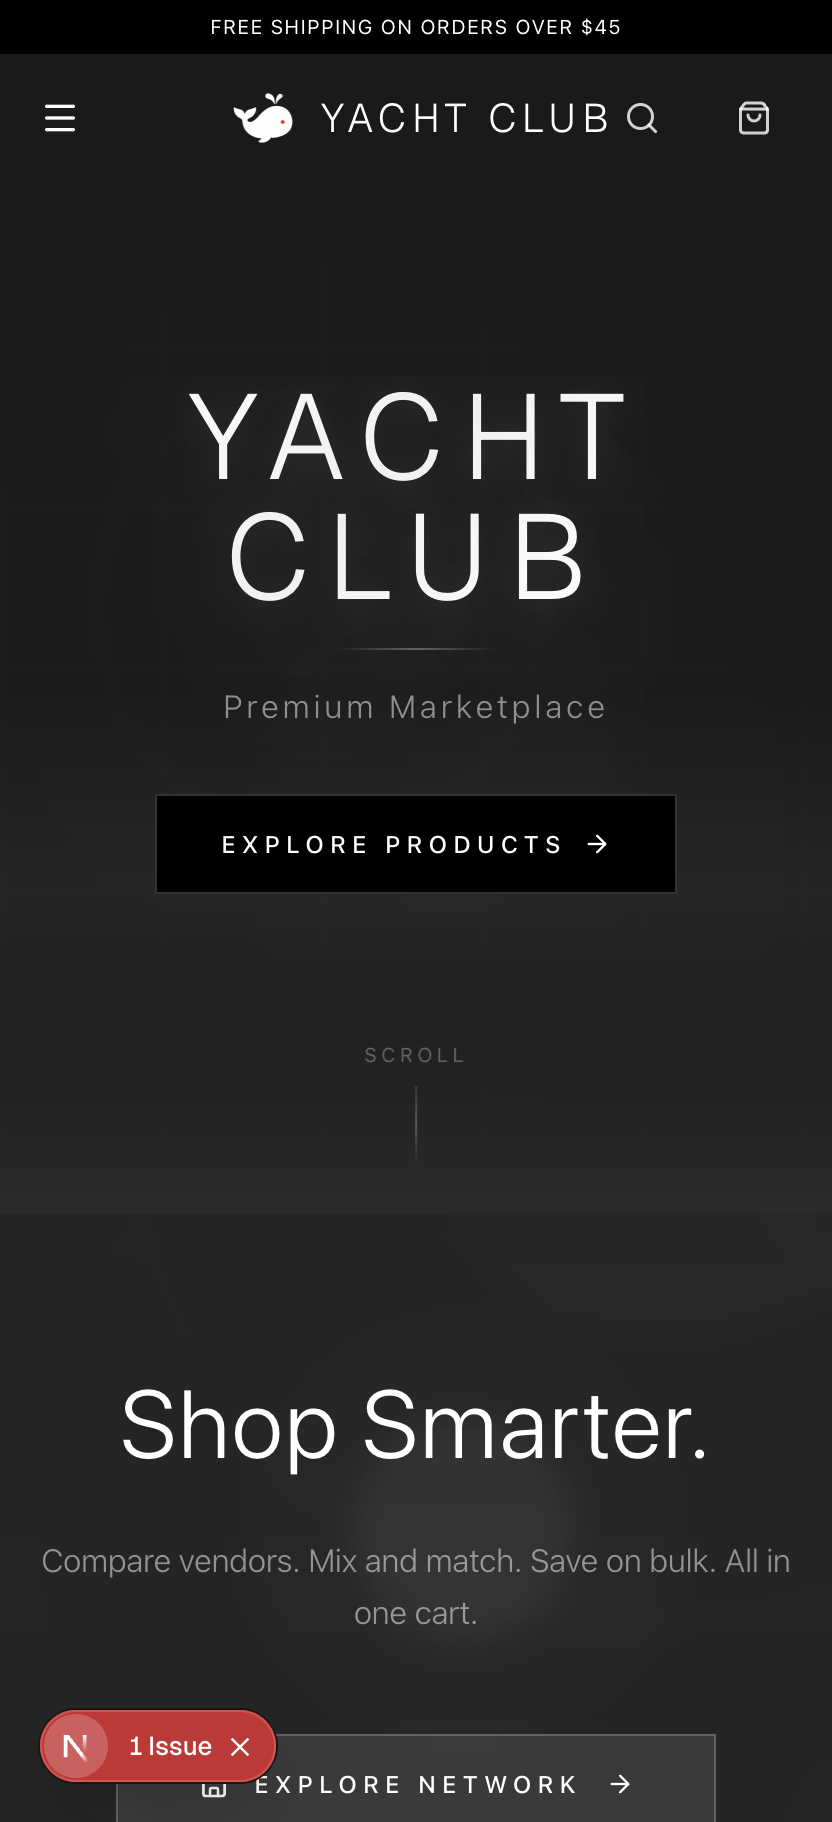 FREE SHIPPING ON ORDERS OVER $45
YACHT CLUB
YACHT
CLUB
Premium Marketplace
EXPLORE PRODUCTS
SCROLL
Shop Smarter.
Compare vendors. Mix and match. Save on bulk. All in
one cart.
N 1 Issue
EXPLORE NETWORK